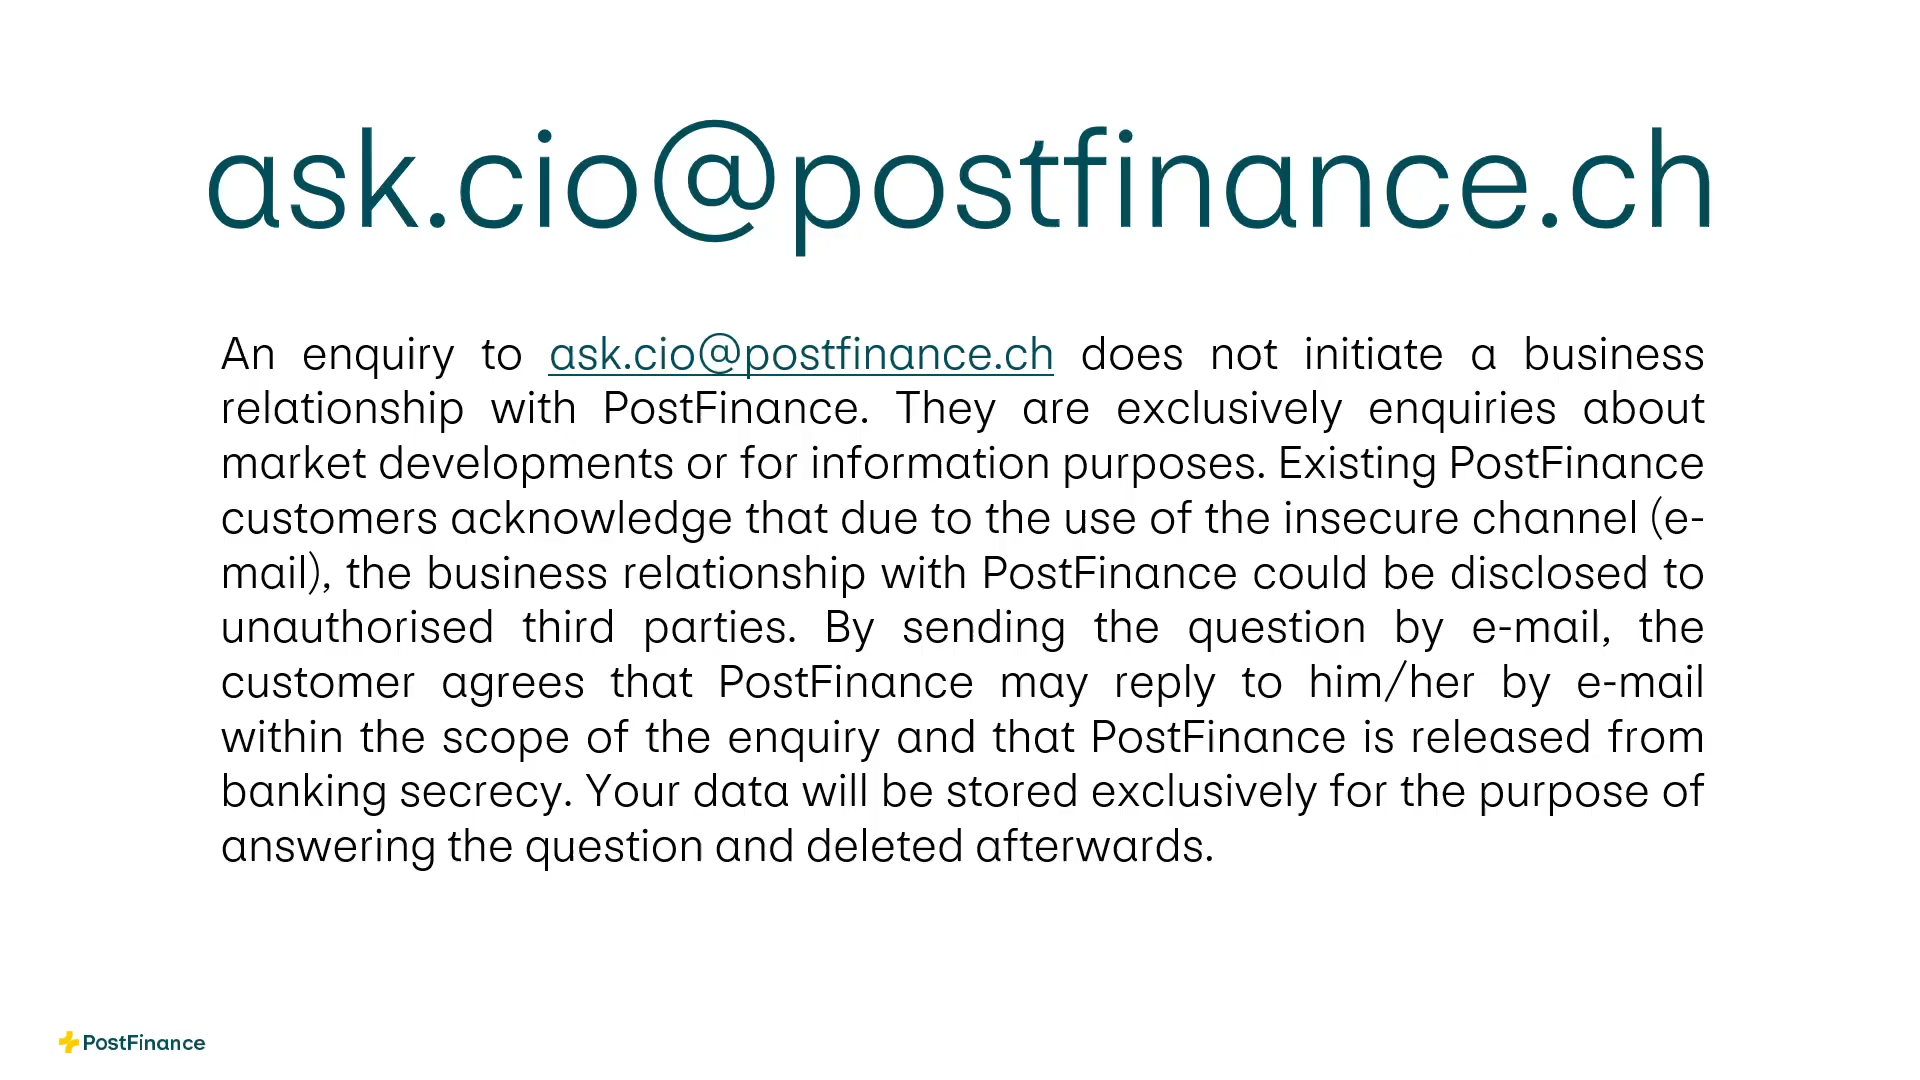 ask.cio@postfinance.ch
An enquiry to ask.cio@postfinance.ch does not initiate a business
relationship with PostFinance. They are exclusively enquiries about
market developments or for information purposes. Existing PostFinance
customers acknowledge that due to the use of the insecure channel (e-
mail), the business relationship with PostFinance could be disclosed to
unauthorised third parties. By sending the question by e-mail, the
customer agrees that PostFinance may reply to him/her by e-mail
within the scope of the enquiry and that PostFinance is released from
banking secrecy. Your data will be stored exclusively for the purpose of
answering the question and deleted afterwards.
PostFinance